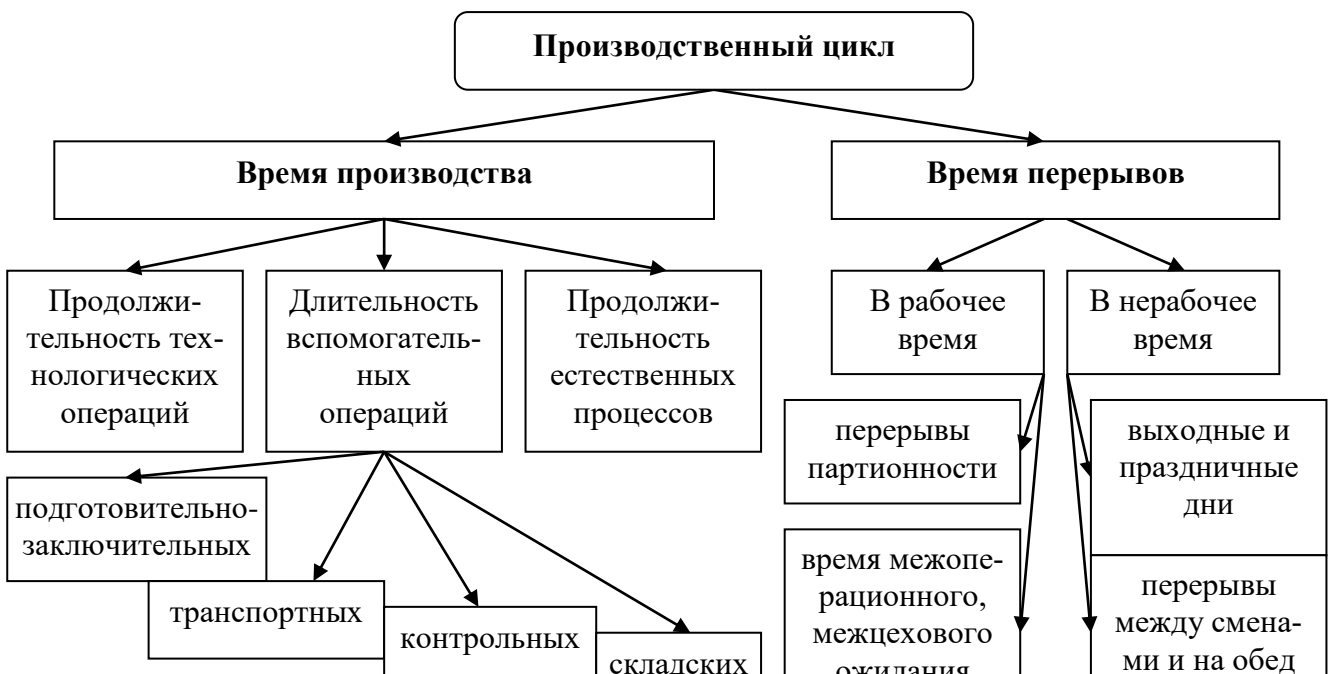 Производственный цикл
Время производства
Время перерывов
Продолжи-
тельность тех-
нологических
операций
Длительность
вспомогатель-
ных
операций
Продолжи-
тельность
естественных
процессов
В рабочее
время
В нерабочее
время
подготовительно-
заключительных
транспортных
контрольных
складских
перерывы
партионности
время межопе-
рационного,
межцехового
ожидания
выходные и
праздничные
дни
перерывы
между смена-
ми и на обед